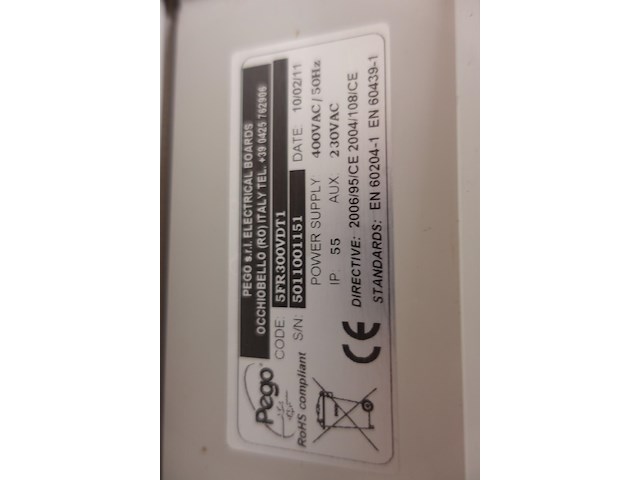 PEGO s.r.l. ELECTRICAL BOARDS
OCCHIOBELLO (RO) ITALY TEL. +39 0425 762906
Pego
CODE: 5FR300VDT1
S/N: 5011001151 DATE: 10/02/11
RoHS compliant
POWER SUPPLY: 400VAC/50Hz
IP 55 AUX 230VAC
CE
DIRECTIVE: 2006/95/CE 2004/108/CE
STANDARDS: EN 60204-1 EN 60439-1